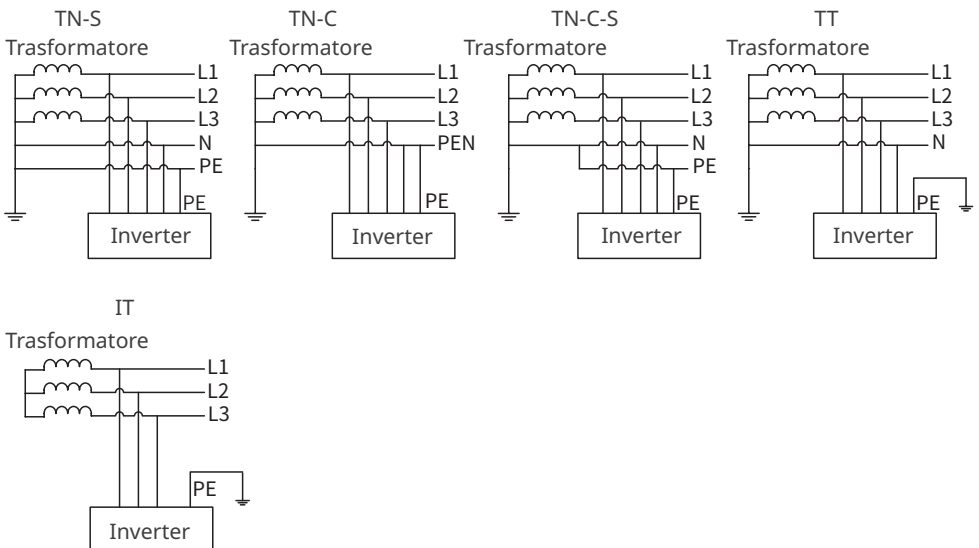 TN-S
Trasformatore
L1
L2
L3
N
PE
PE
Inverter
TN-C
Trasformatore
L1
L2
L3
PEN
PE
Inverter
TN-C-S
Trasformatore
L1
L2
L3
N
PE
PE
Inverter
TT
Trasformatore
L1
L2
L3
N
PE
Inverter
IT
Trasformatore
L1
L2
L3
PE
Inverter